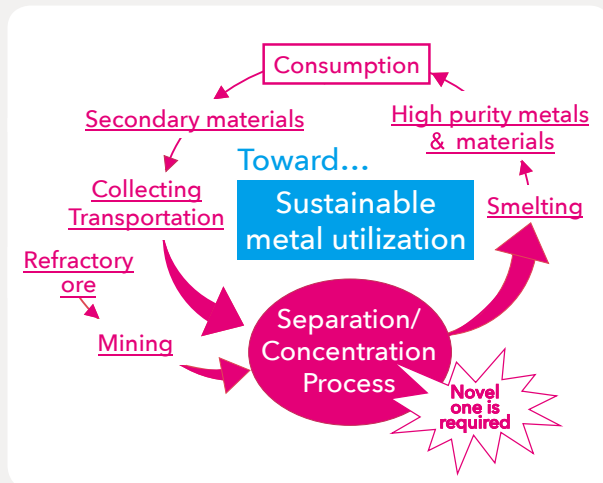 Consumption
Secondary materials
High purity metals
& materials
Toward...
Collecting
Transportation
Sustainable
metal utilization
Smelting
Refractory
ore
Mining
Separation/
Concentration
Process
Novel
one is
required